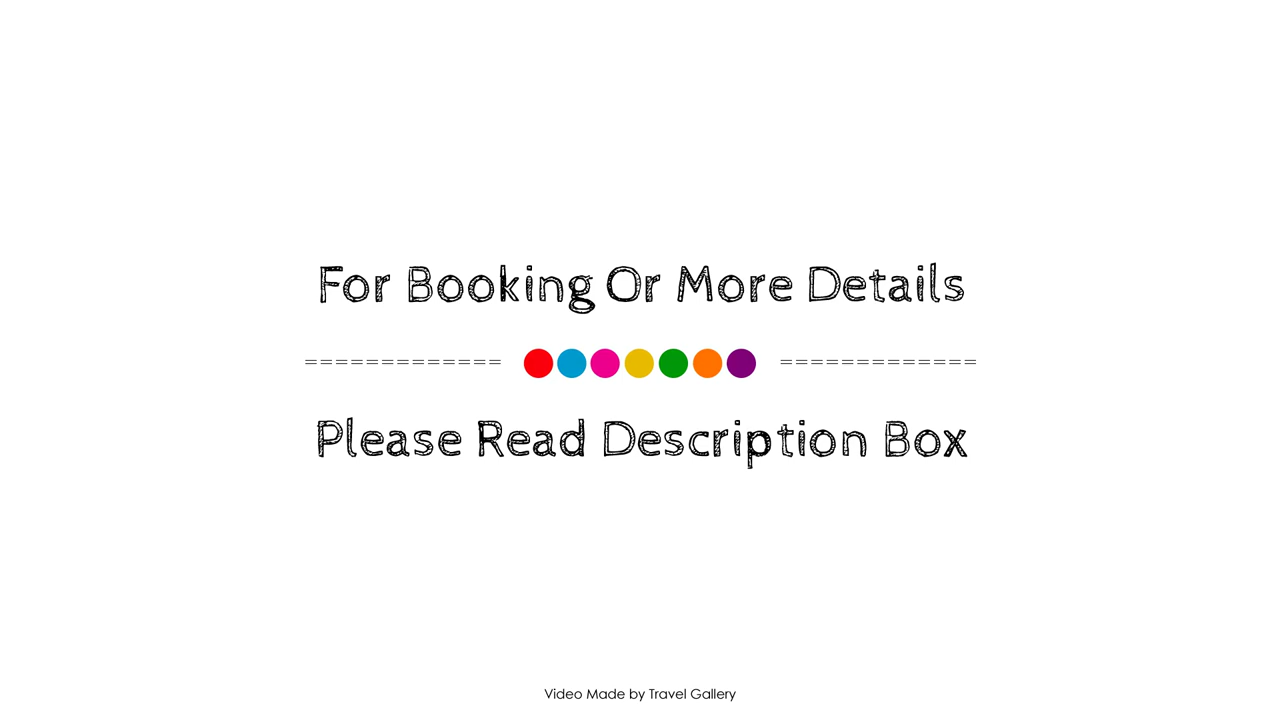 For Booking Or More Details
============= =============
Please Read Description Box
Video Made by Travel Gallery